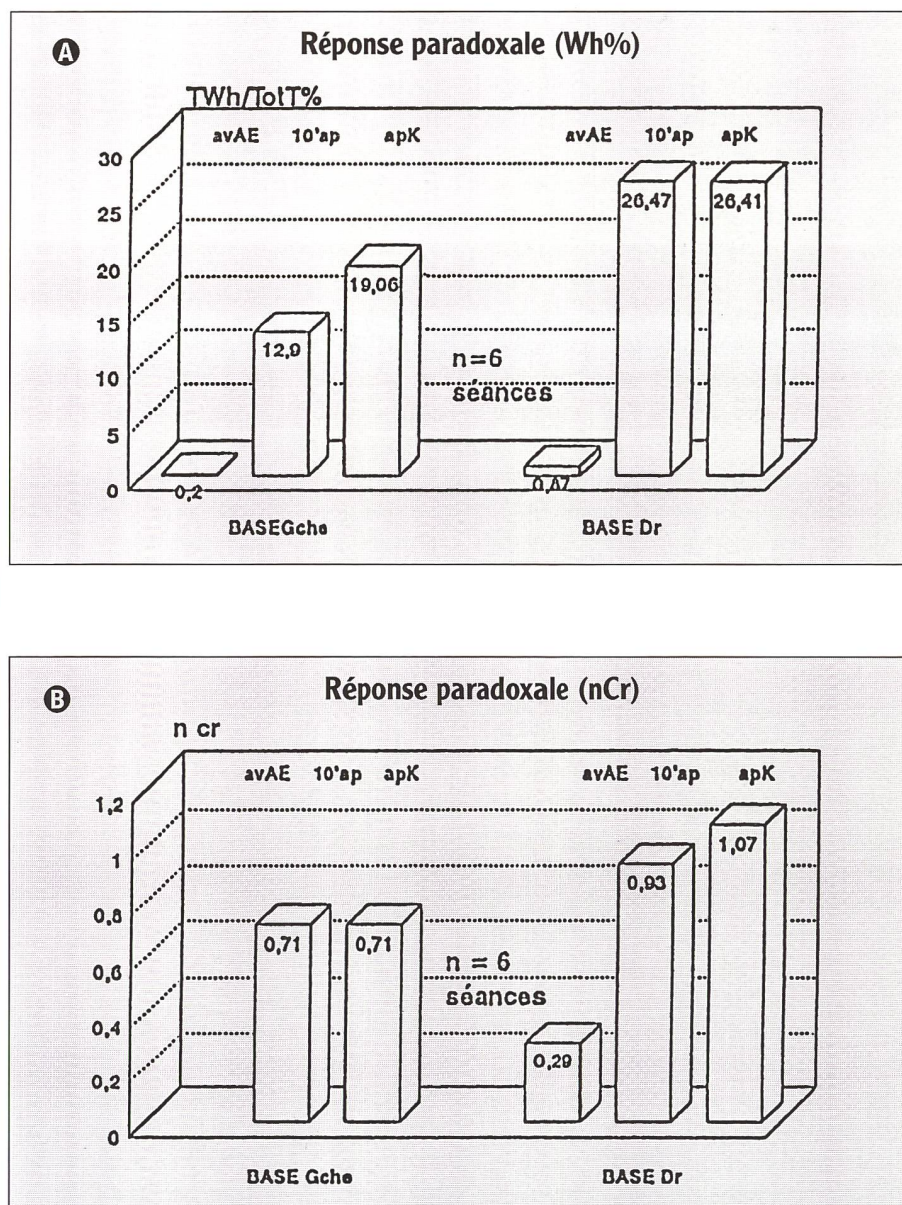 A
Réponse paradoxale (Wh%)
TWh/TotT%
avAE 10'ap apK avAE 10'ap apK
30
25
20
15
10
5
0
0,2
12,9
19,06
n=6
séances
0,87
26,47
26,41
BASEGche BASE Dr
B
Réponse paradoxale (nCr)
n cr
avAE 10'ap apK avAE 10'ap apK
1,2
1
0,8
0,6
0,4
0,2
0
0,71
0,71
n = 6
séances
0,29
0,93
1,07
BASE Gche BASE Dr